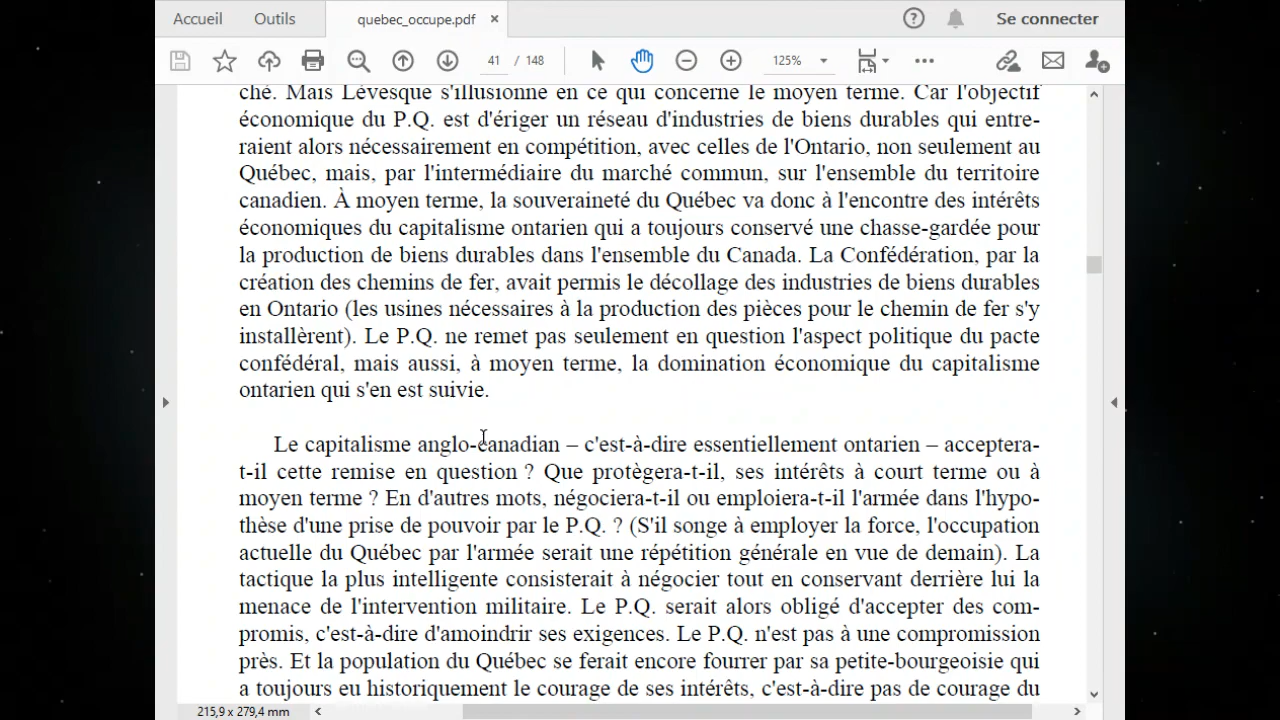 Accueil Outils quebec_occupe.pdf × ? Se connecter
41 / 148 125% ...
ché. Mais Lévesque s'illusionne en ce qui concerne le moyen terme. Car l'objectif
économique du P.Q. est d'ériger un réseau d'industries de biens durables qui entre-
raient alors nécessairement en compétition, avec celles de l'Ontario, non seulement au
Québec, mais, par l'intermédiaire du marché commun, sur l'ensemble du territoire
canadien. À moyen terme, la souveraineté du Québec va donc à l'encontre des intérêts
économiques du capitalisme ontarien qui a toujours conservé une chasse-gardée pour
la production de biens durables dans l'ensemble du Canada. La Confédération, par la
création des chemins de fer, avait permis le décollage des industries de biens durables
en Ontario (les usines nécessaires à la production des pièces pour le chemin de fer s'y
installèrent). Le P.Q. ne remet pas seulement en question l'aspect politique du pacte
confédéral, mais aussi, à moyen terme, la domination économique du capitalisme
ontarien qui s'en est suivie.
Le capitalisme anglo-canadian – c'est-à-dire essentiellement ontarien – acceptera-
t-il cette remise en question ? Que protègera-t-il, ses intérêts à court terme ou à
moyen terme ? En d'autres mots, négociera-t-il ou emploiera-t-il l'armée dans l'hypo-
thèse d'une prise de pouvoir par le P.Q. ? (S'il songe à employer la force, l'occupation
actuelle du Québec par l'armée serait une répétition générale en vue de demain). La
tactique la plus intelligente consisterait à négocier tout en conservant derrière lui la
menace de l'intervention militaire. Le P.Q. serait alors obligé d'accepter des com-
promis, c'est-à-dire d'amoindrir ses exigences. Le P.Q. n'est pas à une compromission
près. Et la population du Québec se ferait encore fourrer par sa petite-bourgeoisie qui
a toujours eu historiquement le courage de ses intérêts, c'est-à-dire pas de courage du
215,9 x 279,4 mm